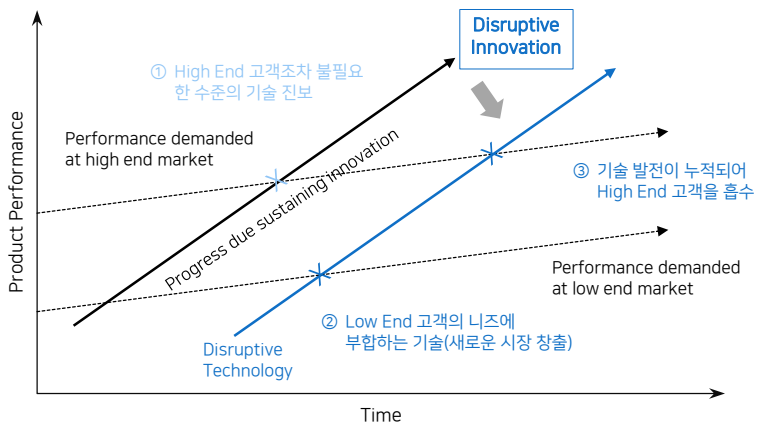 Disruptive
Innovation
① High End 고객조차 불필요
한 수준의 기술 진보
Performance demanded
at high end market
Progress due sustaining innovation
③ 기술 발전이 누적되어
High End 고객을 흡수
Product Performance
Performance demanded
at low end market
② Low End 고객의 니즈에
부합하는 기술(새로운 시장 창출)
Disruptive
Technology
Time